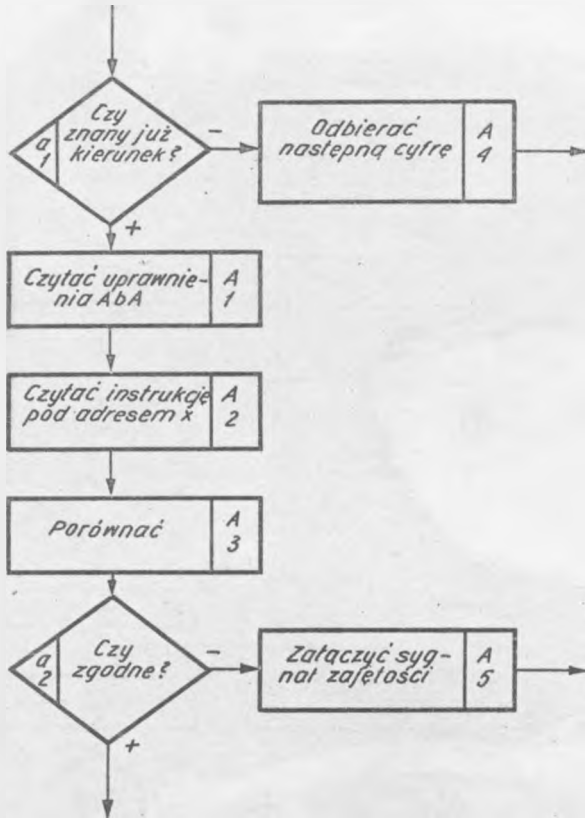 Czy
znany już
kierunek?
a
1
−
+
Odbierać
następną cyfrę
A
4
Czytać uprawnie-
nia AbA
A
1
Czytać instrukcję
pod adresem x
A
2
Porównać
A
3
Czy
zgodne?
a
2
−
+
Załączyć syg-
nał zajętości
A
5